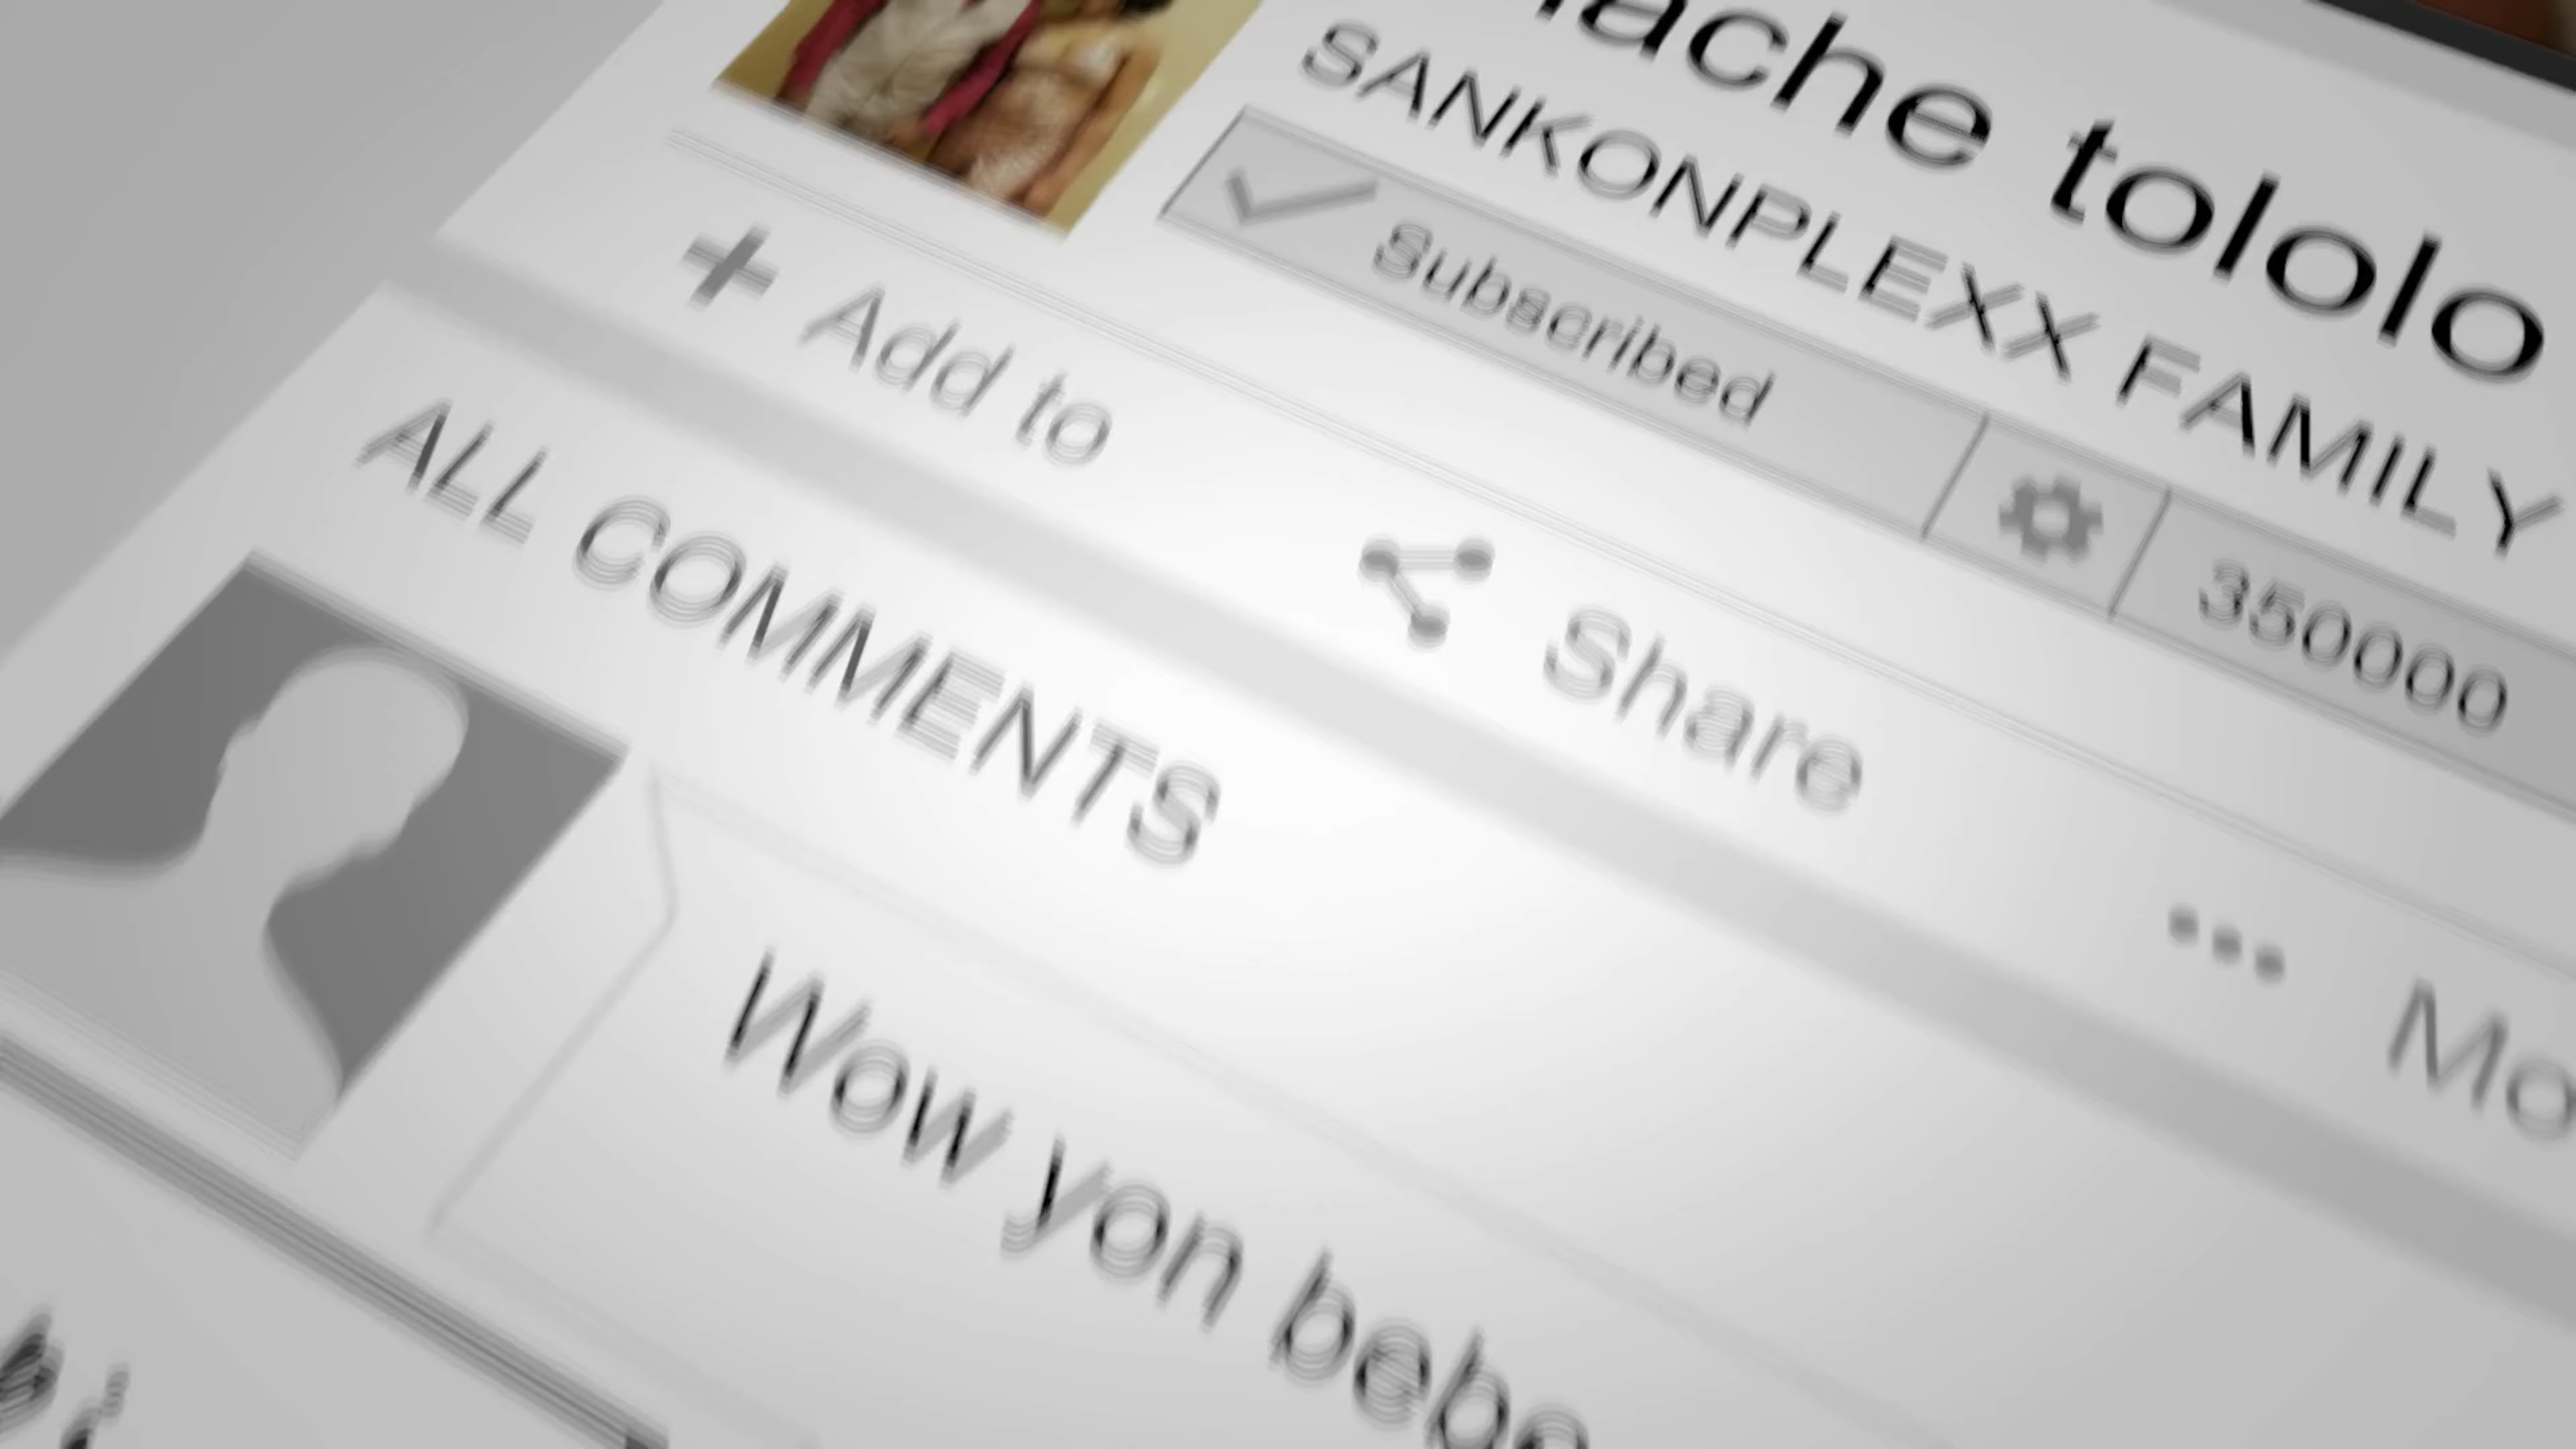 ache tololo
SANKONPLEXX FAMILY
Subscribed
350000
Add to
Share
ALL COMMENTS
Wow yon bebe